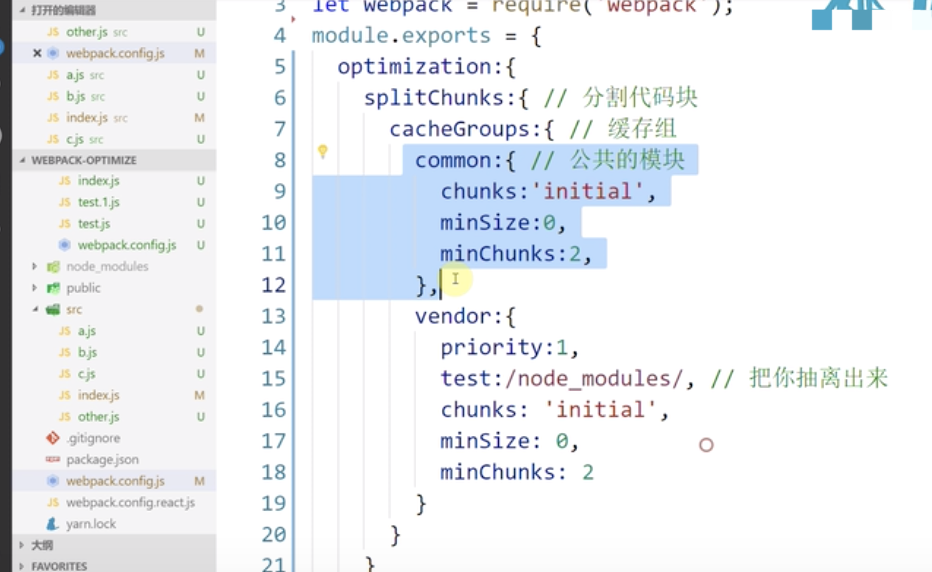 打开的编辑器
JS other.js src U
webpack.config.js M
JS a.js src U
JS b.js src U
JS index.js src M
JS c.js src U
WEBPACK-OPTIMIZE
JS index.js U
JS test.1.js U
JS test.js U
webpack.config.js U
node_modules
public
src
JS a.js U
JS b.js U
JS c.js U
JS index.js M
JS other.js U
.gitignore
package.json
webpack.config.js M
JS webpack.config.react.js U
yarn.lock
大纲
FAVORITES
3 let webpack = require('webpack');
4 module.exports = {
5 optimization:{
6 splitChunks:{ // 分割代码块
7 cacheGroups:{ // 缓存组
8 common:{ // 公共的模块
9 chunks:'initial',
10 minSize:0,
11 minChunks:2,
12 },
13 vendor:{
14 priority:1,
15 test:/node_modules/, // 把你抽离出来
16 chunks: 'initial',
17 minSize: 0,
18 minChunks: 2
19 }
20 }
21 }